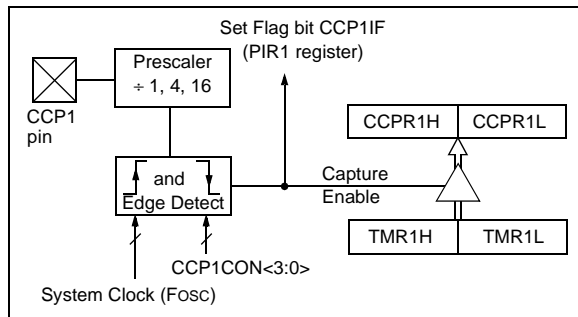 Set Flag bit CCP1IF
(PIR1 register)
Prescaler
÷ 1, 4, 16
CCP1
pin
CCPR1H
CCPR1L
and
Edge Detect
Capture
Enable
TMR1H
TMR1L
CCP1CON<3:0>
System Clock (FOSC)